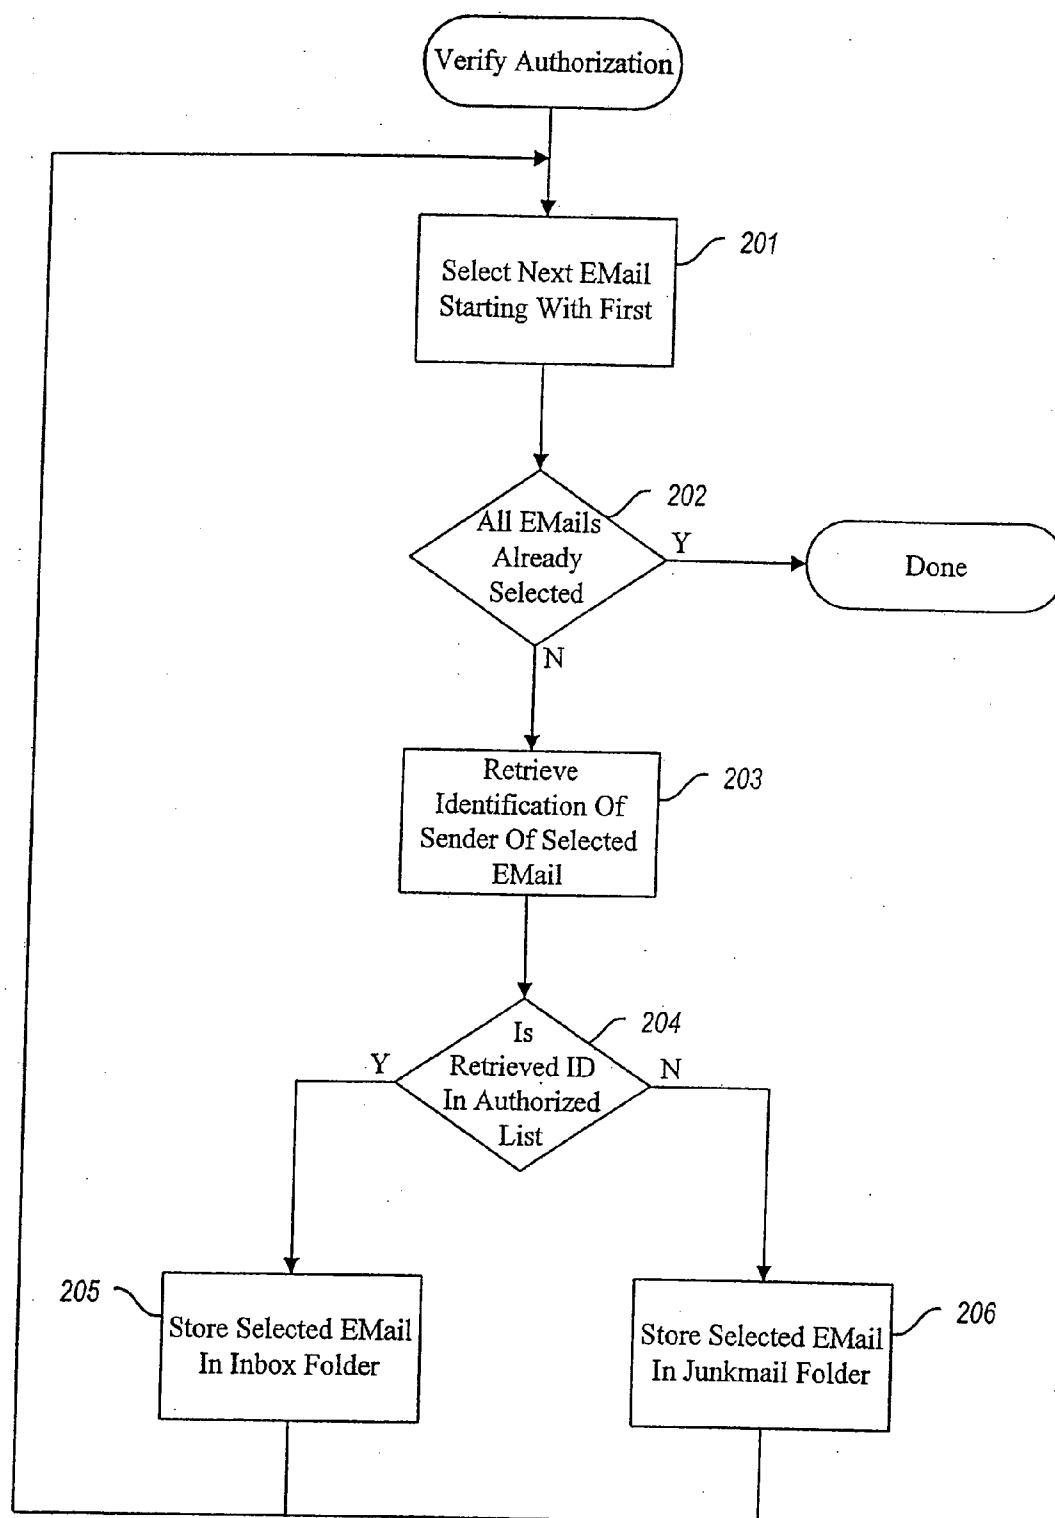 Verify Authorization
201
Select Next EMail
Starting With First
202
All EMails
Already
Selected
Y
Done
N
203
Retrieve
Identification Of
Sender Of Selected
EMail
204
Is
Retrieved ID
In Authorized
List
Y
N
205
Store Selected EMail
In Inbox Folder
206
Store Selected EMail
In Junkmail Folder